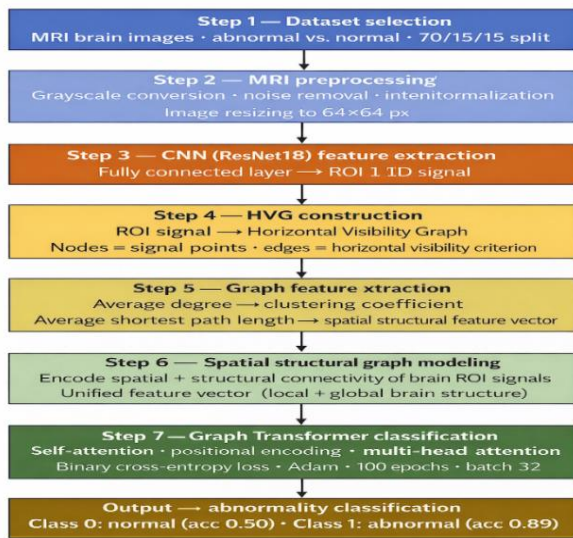 Step 1 — Dataset selection
MRI brain images · abnormal vs. normal · 70/15/15 split
Step 2 — MRI preprocessing
Grayscale conversion · noise removal · intenitormalization
Image resizing to 64×64 px
Step 3 — CNN (ResNet18) feature extraction
Fully connected layer → ROI 1 ID signal
Step 4 — HVG construction
ROI signal → Horizontal Visibility Graph
Nodes = signal points · edges = horizontal visibility criterion
Step 5 — Graph feature xtraction
Average degree → clustering coefficient
Average shortest path length → spatial structural feature vector
Step 6 — Spatial structural graph modeling
Encode spatial + structural connectivity of brain ROI signals
Unified feature vector (local + global brain structure)
Step 7 — Graph Transformer classification
Self-attention · positional encoding · multi-head attention
Binary cross-entropy loss · Adam · 100 epochs · batch 32
Output → abnormality classification
Class 0: normal (acc 0.50) · Class 1: abnormal (acc 0.89)